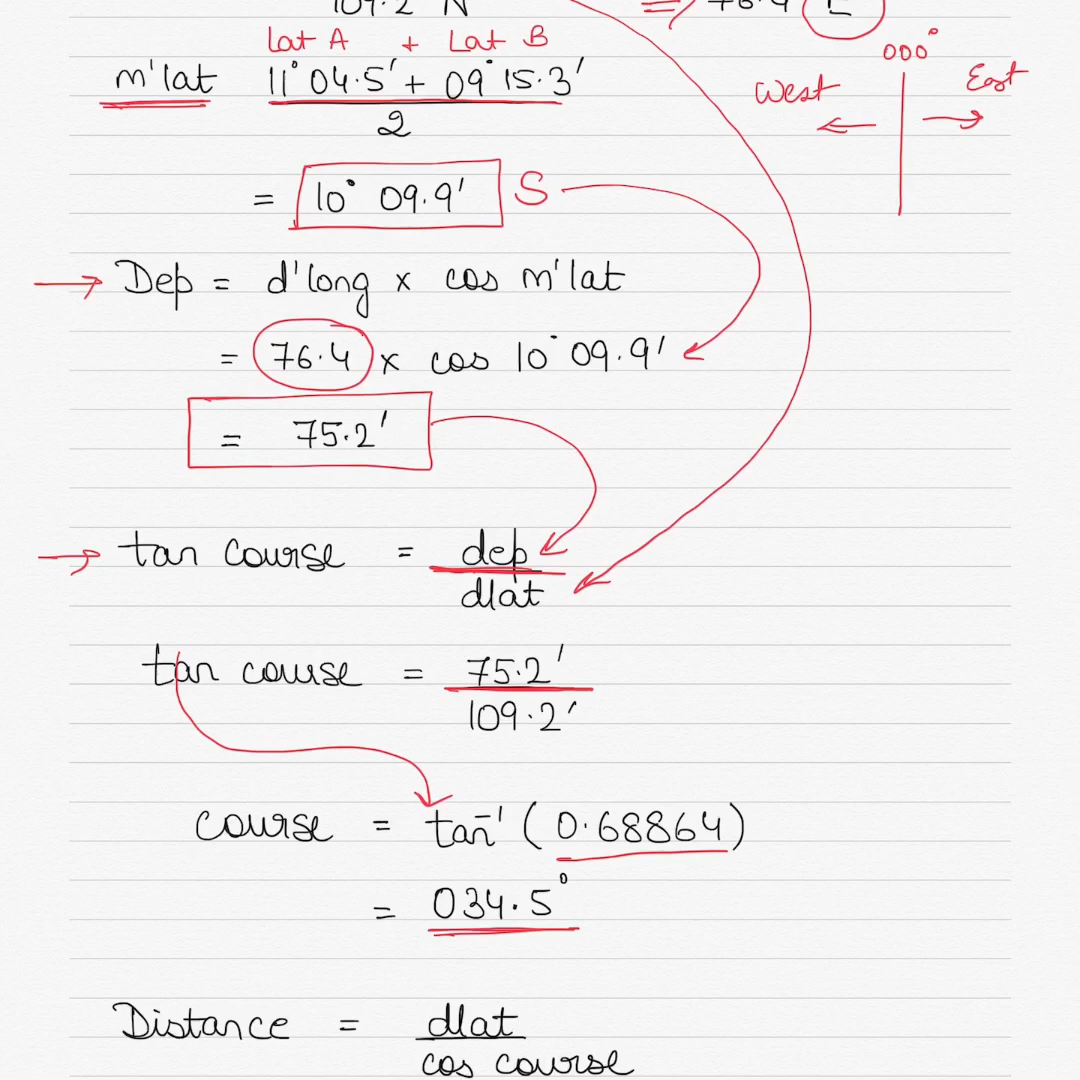 109.2' N ⇒ 76.4' E
Lat A + Lat B
000°
West East
m'lat 11° 04.5' + 09° 15.3'
2
= 10° 09.9' S
Dep = d'long x cos m'lat
= 76.4 x cos 10° 09.9'
= 75.2'
tan course = dep
dlat
tan course = 75.2'
109.2'
course = tan⁻¹ (0.68864)
= 034.5°
Distance = dlat
cos course